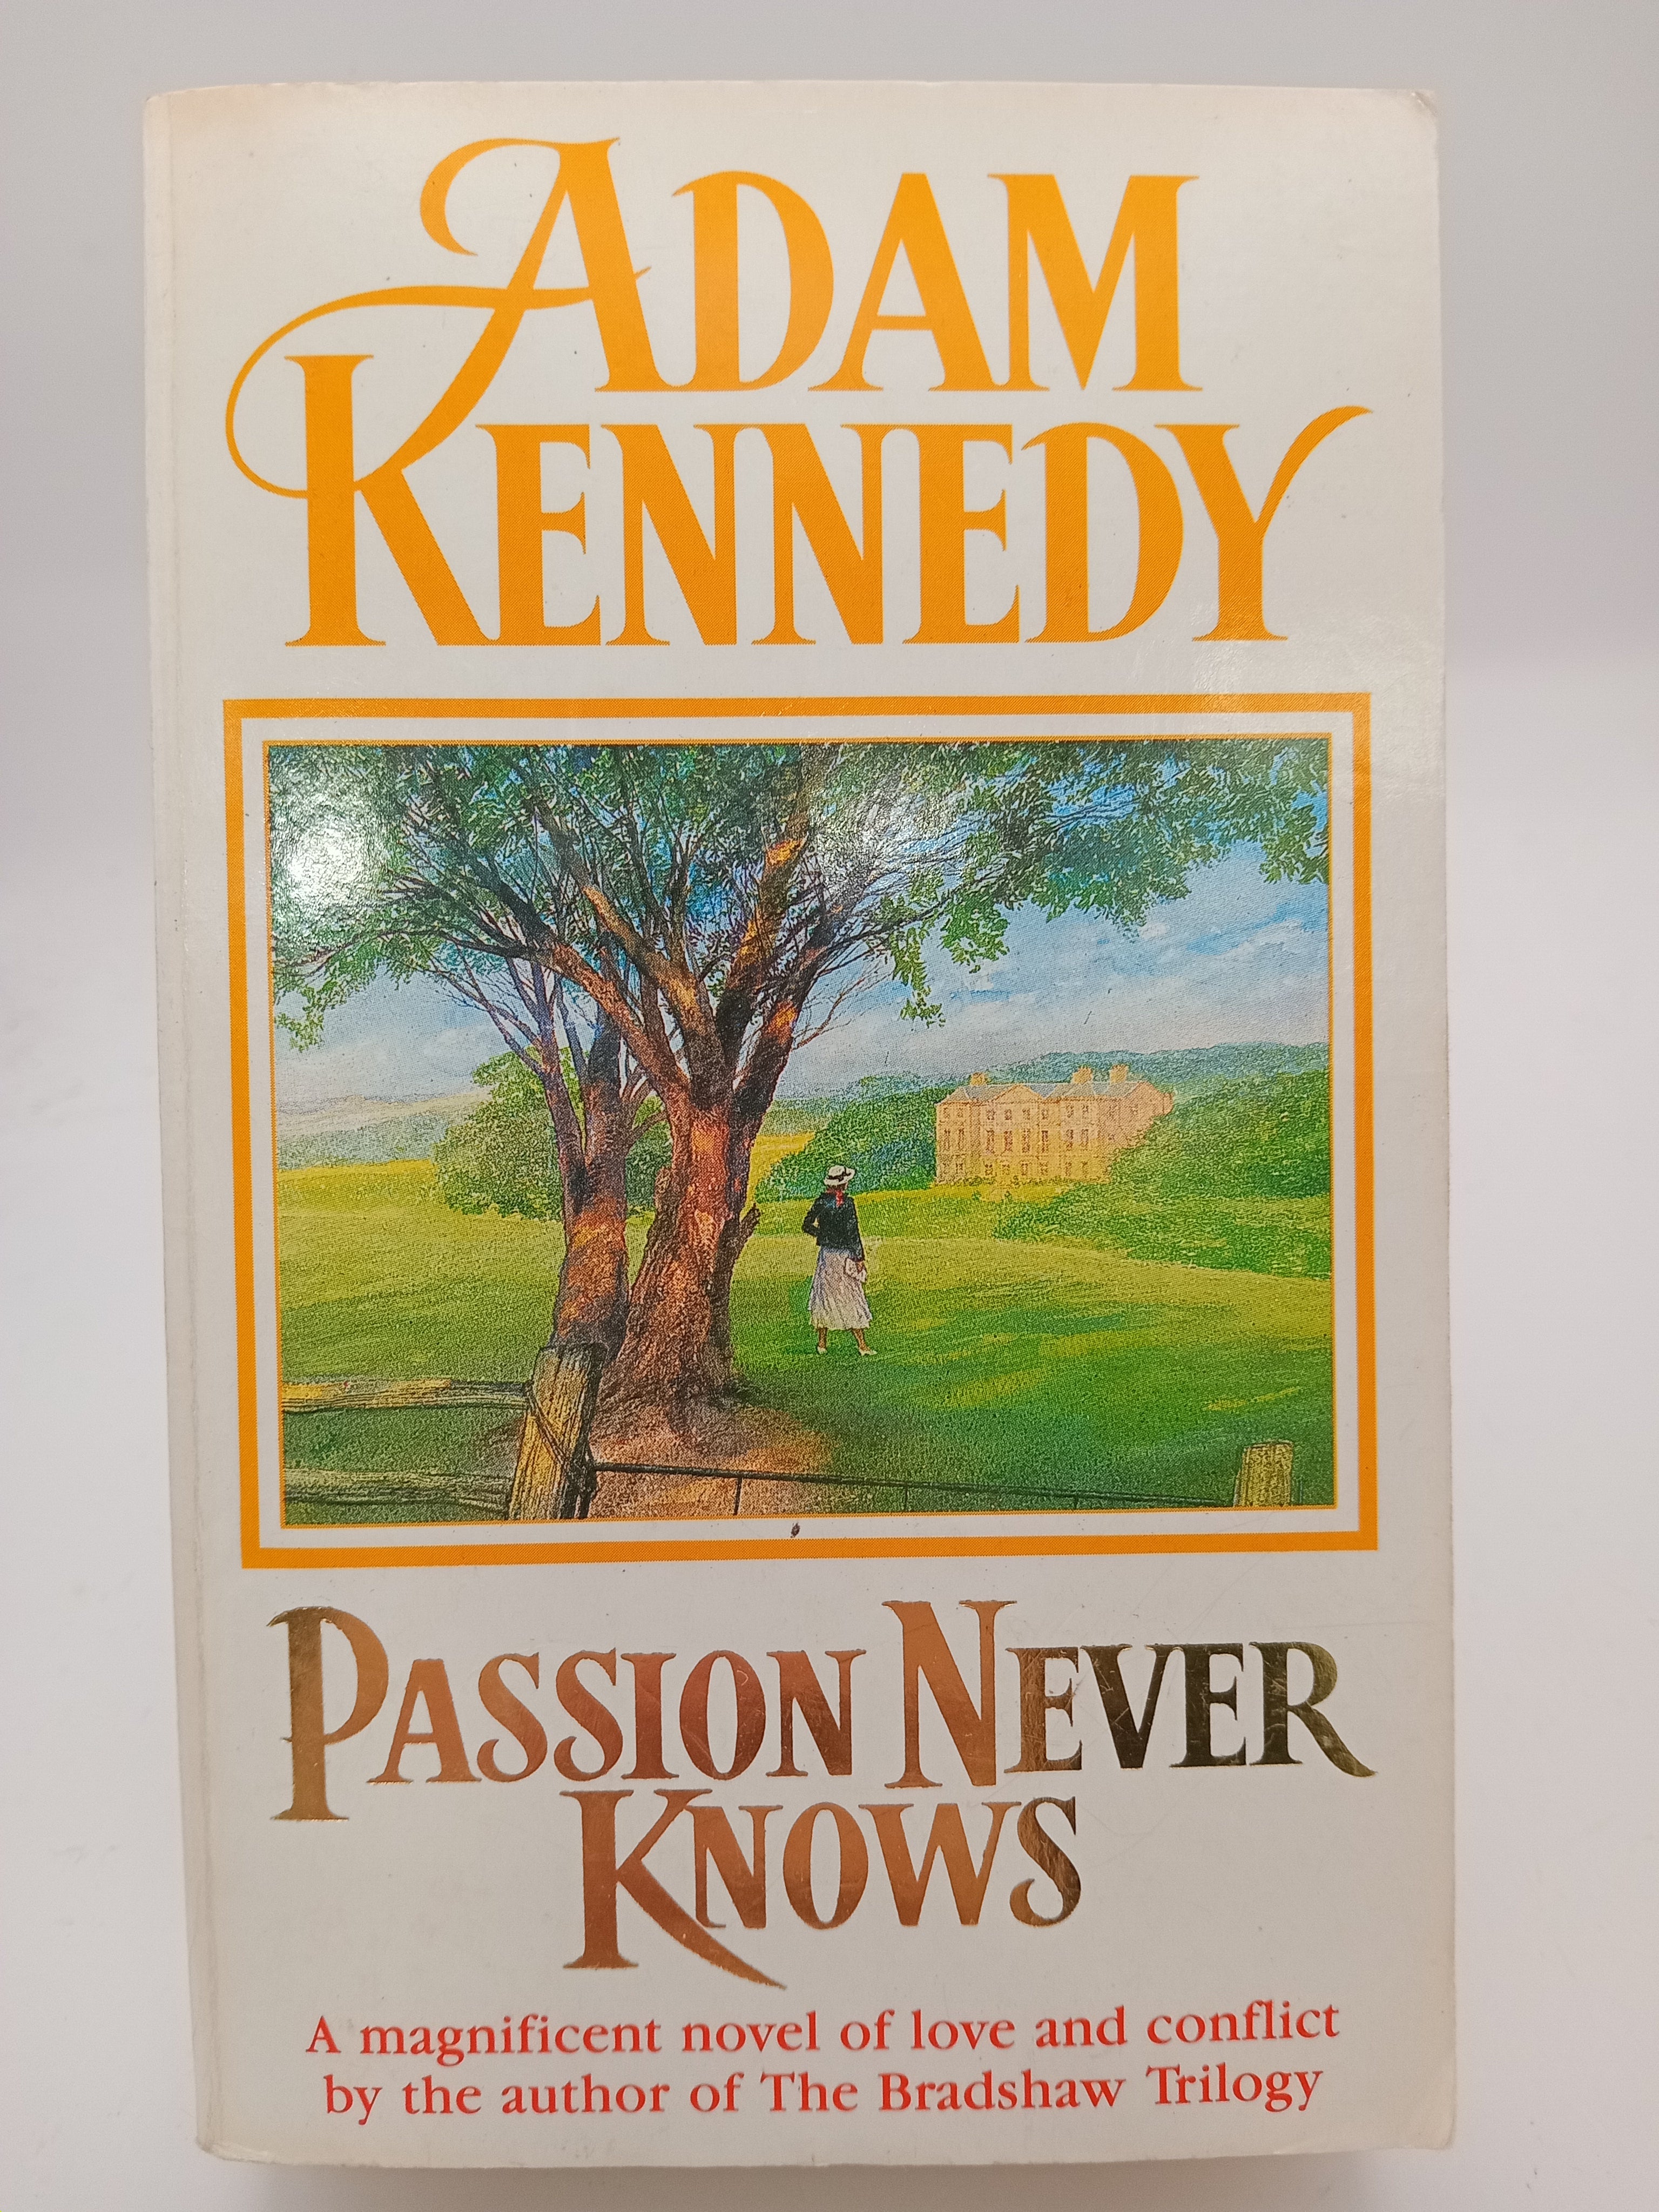 ADAM
KENNEDY
PASSION NEVER
KNOWS
A magnificent novel of love and conflict
by the author of The Bradshaw Trilogy